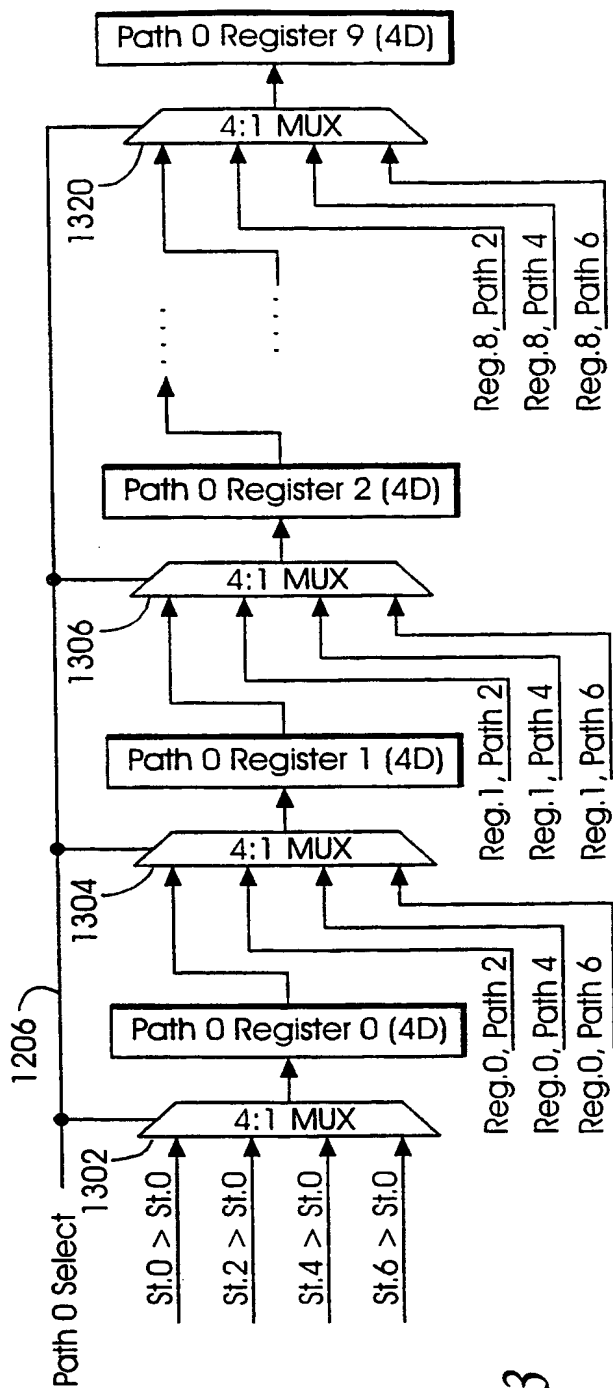 Path 0 Select
1206
1302
1304
1306
1320
St.0 > St.0
St.2 > St.0
St.4 > St.0
St.6 > St.0
4:1 MUX
Path 0 Register 0 (4D)
Reg.0, Path 2
Reg.0, Path 4
Reg.0, Path 6
4:1 MUX
Path 0 Register 1 (4D)
Reg.1, Path 2
Reg.1, Path 4
Reg.1, Path 6
4:1 MUX
Path 0 Register 2 (4D)
Reg.8, Path 2
Reg.8, Path 4
Reg.8, Path 6
4:1 MUX
Path 0 Register 9 (4D)
3